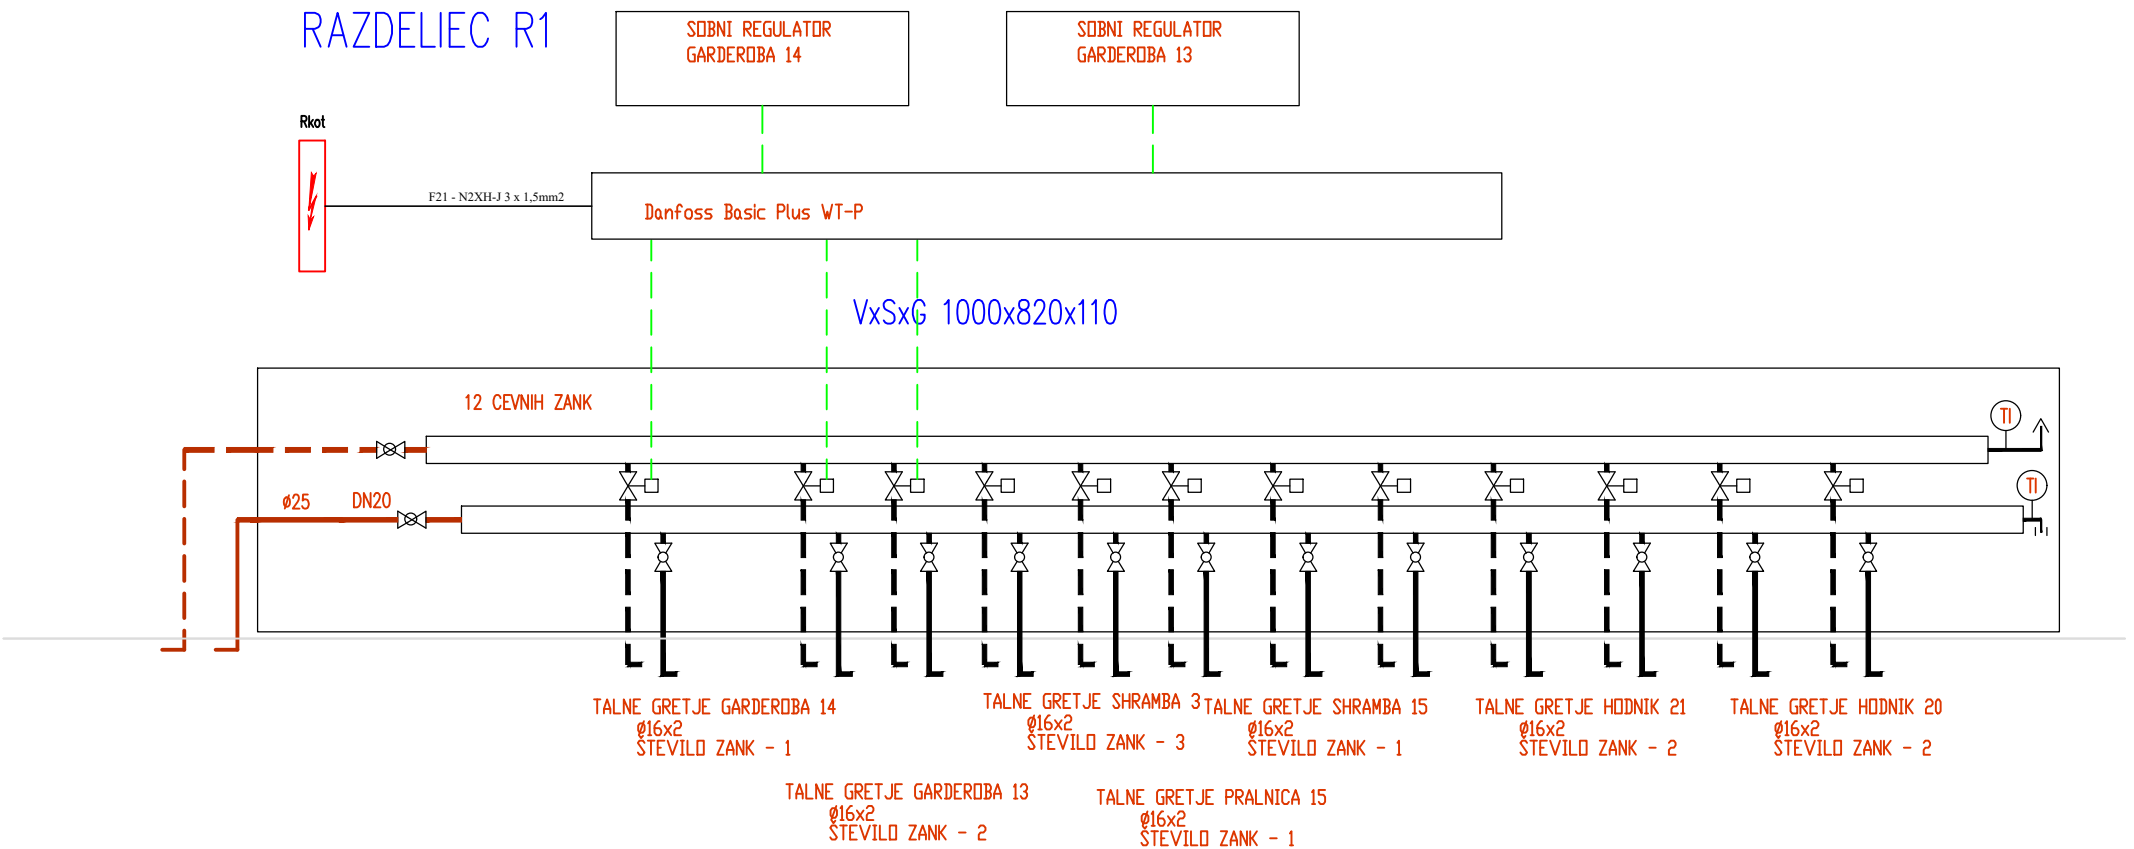 RAZDELIEC R1
SOBNI REGULATOR
GARDEROBA 14
SOBNI REGULATOR
GARDEROBA 13
Rkot
F21 - N2XH-J 3 x 1,5mm2
Danfoss Basic Plus WT-P
VxSxG 1000x820x110
12 CEVNIH ZANK
TI
TI
ø25
DN20
TALNE GRETJE GARDEROBA 14
ø16x2
ŠTEVILO ZANK - 1
TALNE GRETJE SHRAMBA 3
ø16x2
ŠTEVILO ZANK - 3
TALNE GRETJE SHRAMBA 15
ø16x2
ŠTEVILO ZANK - 1
TALNE GRETJE HODNIK 21
ø16x2
ŠTEVILO ZANK - 2
TALNE GRETJE HODNIK 20
ø16x2
ŠTEVILO ZANK - 2
TALNE GRETJE GARDEROBA 13
ø16x2
ŠTEVILO ZANK - 2
TALNE GRETJE PRALNICA 15
ø16x2
ŠTEVILO ZANK - 1